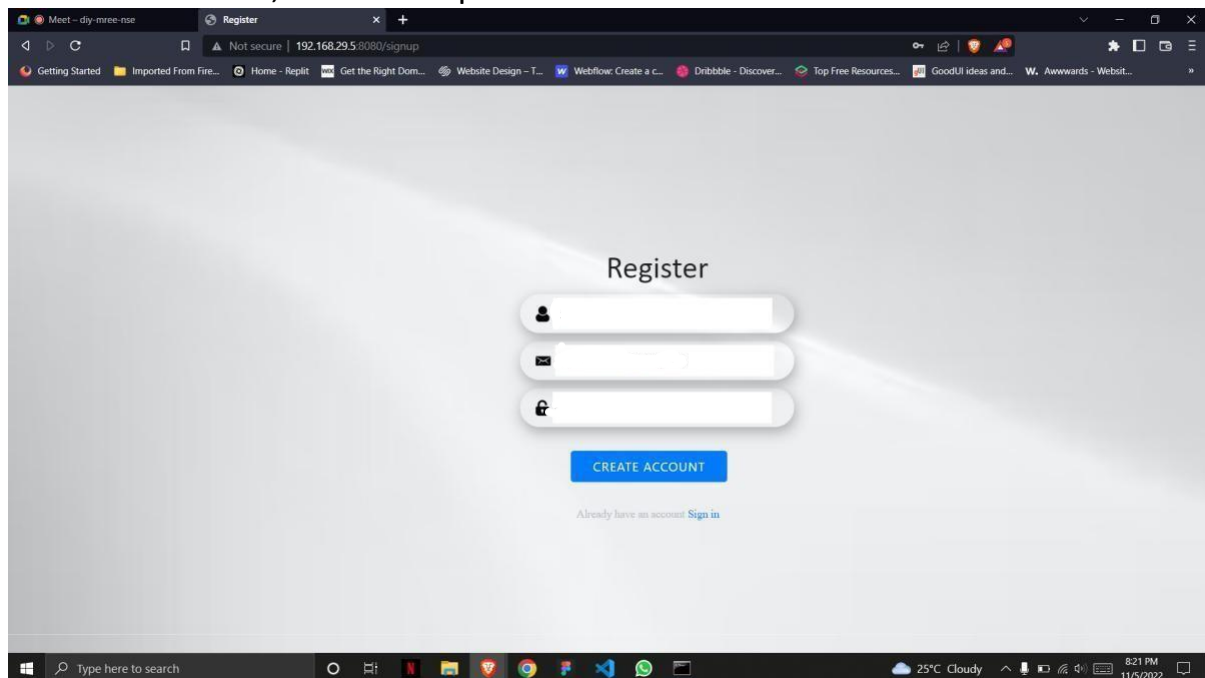 Meet – diy-mree-nse
Register
Not secure | 192.168.29.5:8080/signup
Getting Started
Imported From Fire...
Home - Replit
Get the Right Dom...
Website Design – T...
Webflow: Create a c...
Dribbble - Discover...
Top Free Resources...
GoodUI ideas and...
W. Awwwards - Websit...
Register
CREATE ACCOUNT
Already have an account Sign in
Type here to search
25°C Cloudy
8:21 PM
11/5/2022